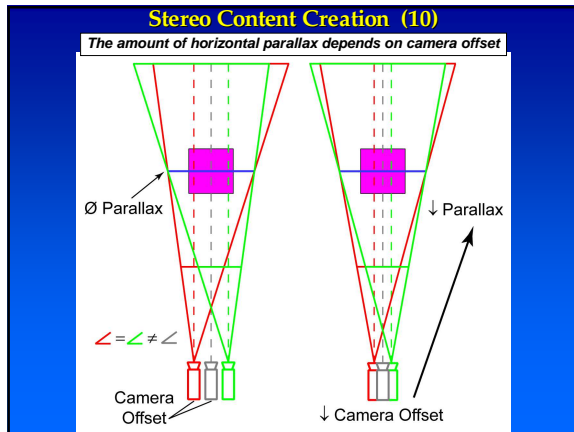 Stereo Content Creation (10)
The amount of horizontal parallax depends on camera offset
Ø Parallax
↓ Parallax
∠ = ∠ ≠ ∠
Camera
Offset
↓ Camera Offset